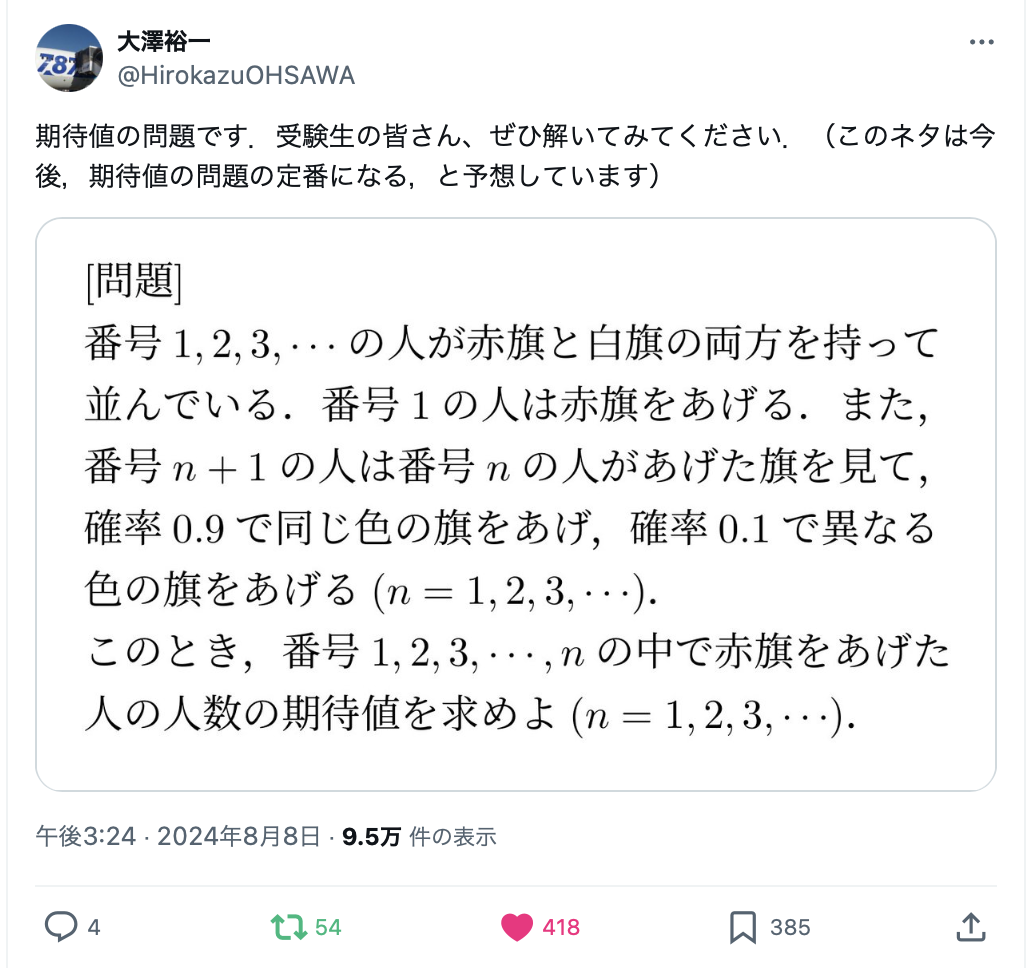 大澤裕一
@HirokazuOHSAWA
期待値の問題です．受験生の皆さん、ぜひ解いてみてください．（このネタは今
後，期待値の問題の定番になる，と予想しています）
[問題]
番号 1, 2, 3, ⋯ の人が赤旗と白旗の両方を持って
並んでいる．番号 1 の人は赤旗をあげる．また，
番号 n + 1 の人は番号 n の人があげた旗を見て，
確率 0.9 で同じ色の旗をあげ，確率 0.1 で異なる
色の旗をあげる (n = 1, 2, 3, ⋯).
このとき，番号 1, 2, 3, ⋯ , n の中で赤旗をあげた
人の人数の期待値を求めよ (n = 1, 2, 3, ⋯).
午後3:24 · 2024年8月8日 · 9.5万 件の表示
4 54 418 385